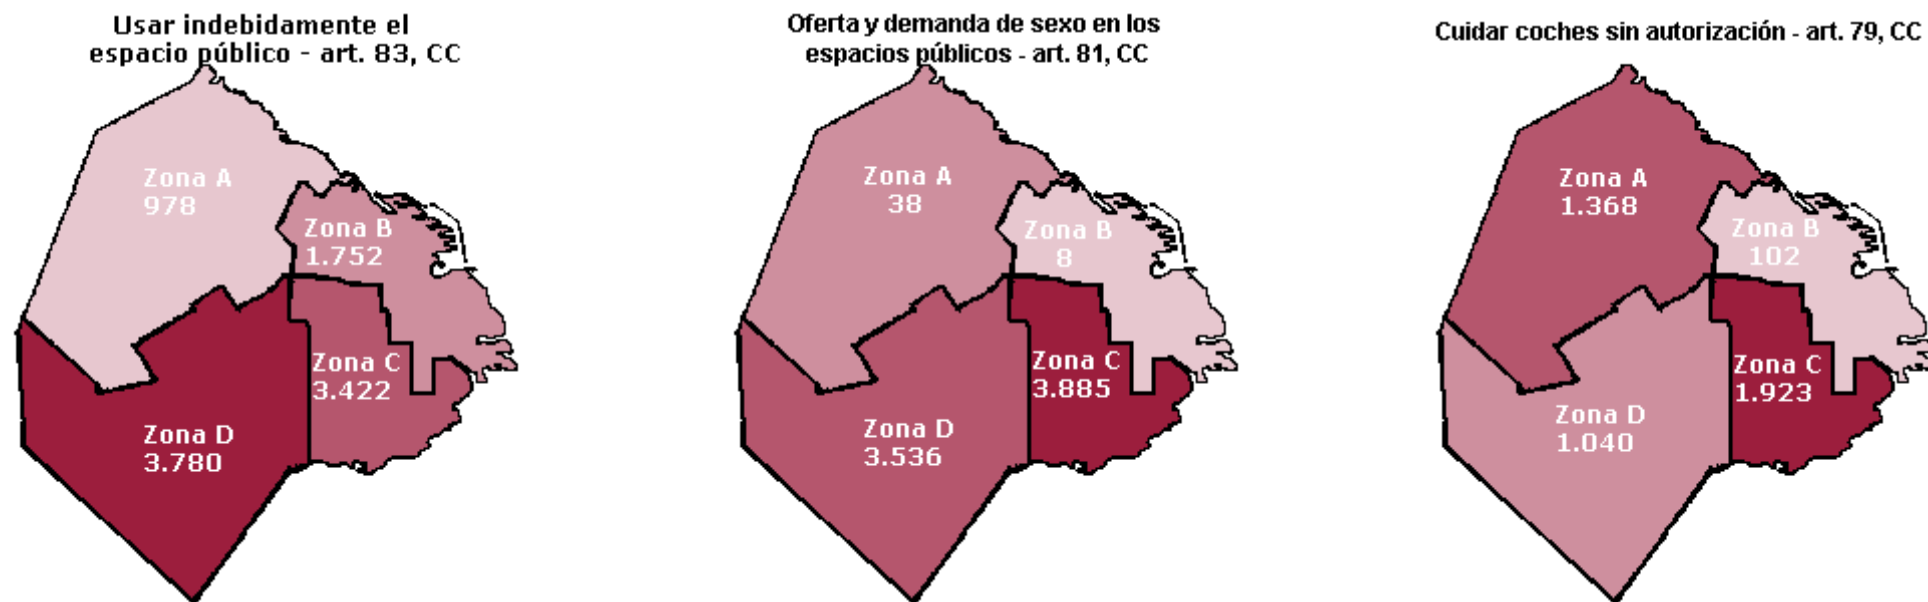 Usar indebidamente el
espacio público - art. 83, CC
Zona A
978
Zona B
1.752
Zona C
3.422
Zona D
3.780
Oferta y demanda de sexo en los
espacios públicos - art. 81, CC
Zona A
38
Zona B
8
Zona C
3.885
Zona D
3.536
Cuidar coches sin autorización - art. 79, CC
Zona A
1.368
Zona B
102
Zona C
1.923
Zona D
1.040